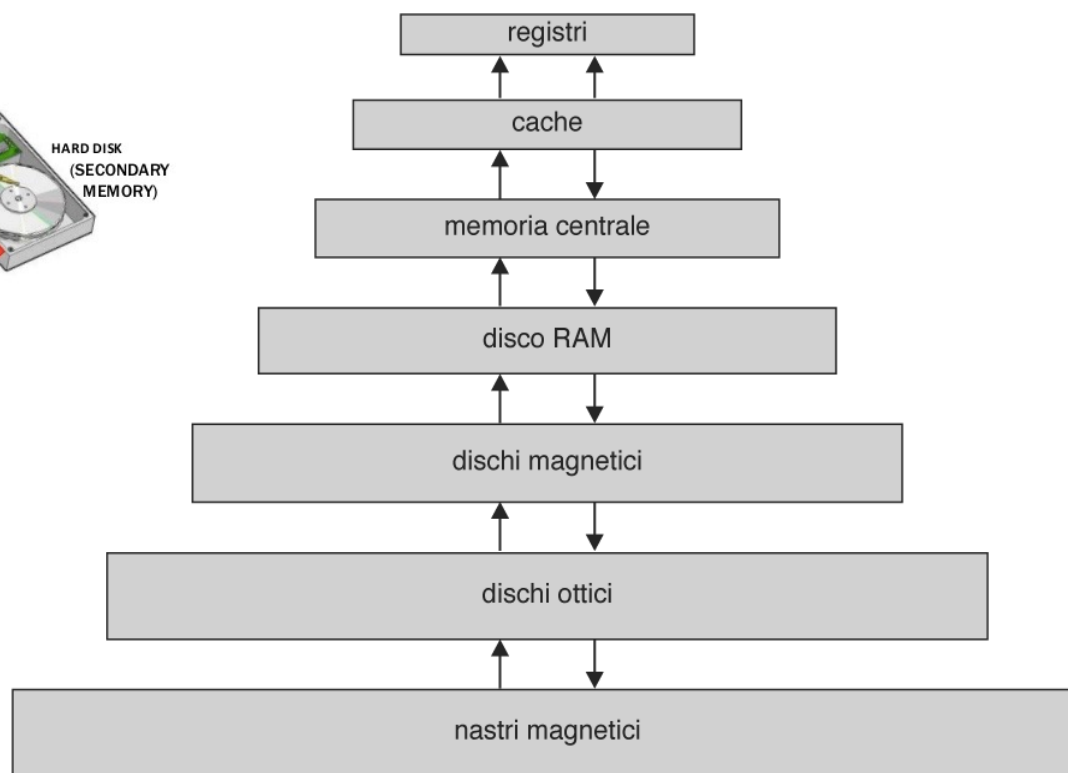 registri
cache
HARD DISK
(SECONDARY
MEMORY)
memoria centrale
disco RAM
dischi magnetici
dischi ottici
nastri magnetici